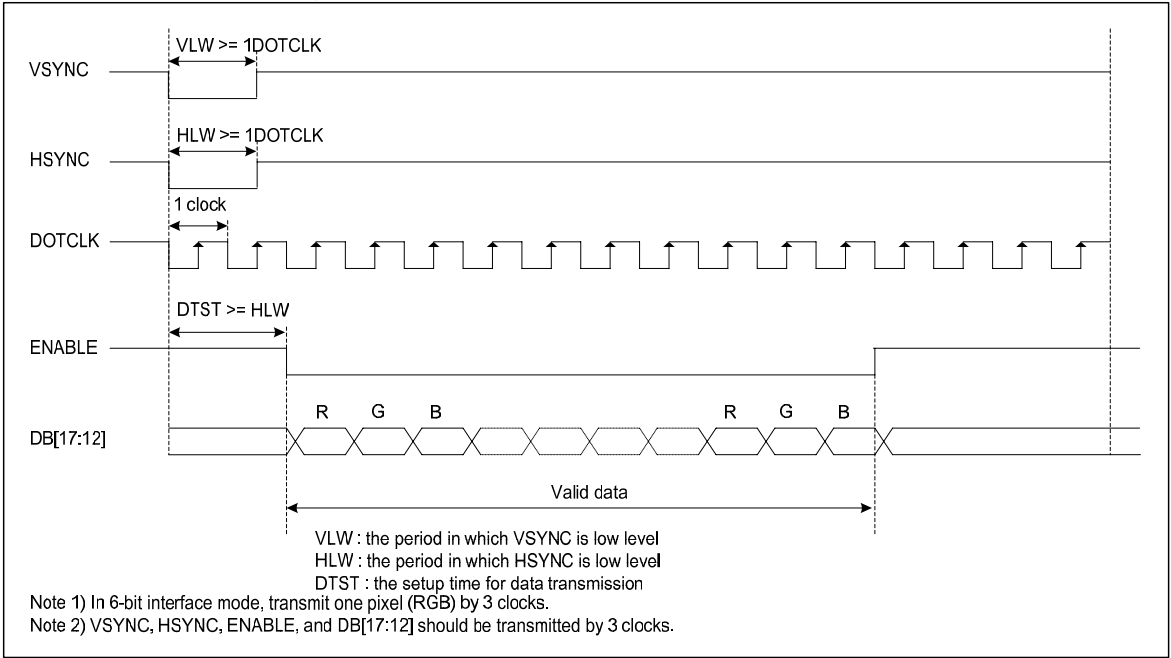 VLW >= 1DOTCLK
VSYNC
HLW >= 1DOTCLK
HSYNC
1 clock
DOTCLK
DTST >= HLW
ENABLE
R G B R G B
DB[17:12]
Valid data
VLW : the period in which VSYNC is low level
HLW : the period in which HSYNC is low level
DTST : the setup time for data transmission
Note 1) In 6-bit interface mode, transmit one pixel (RGB) by 3 clocks.
Note 2) VSYNC, HSYNC, ENABLE, and DB[17:12] should be transmitted by 3 clocks.